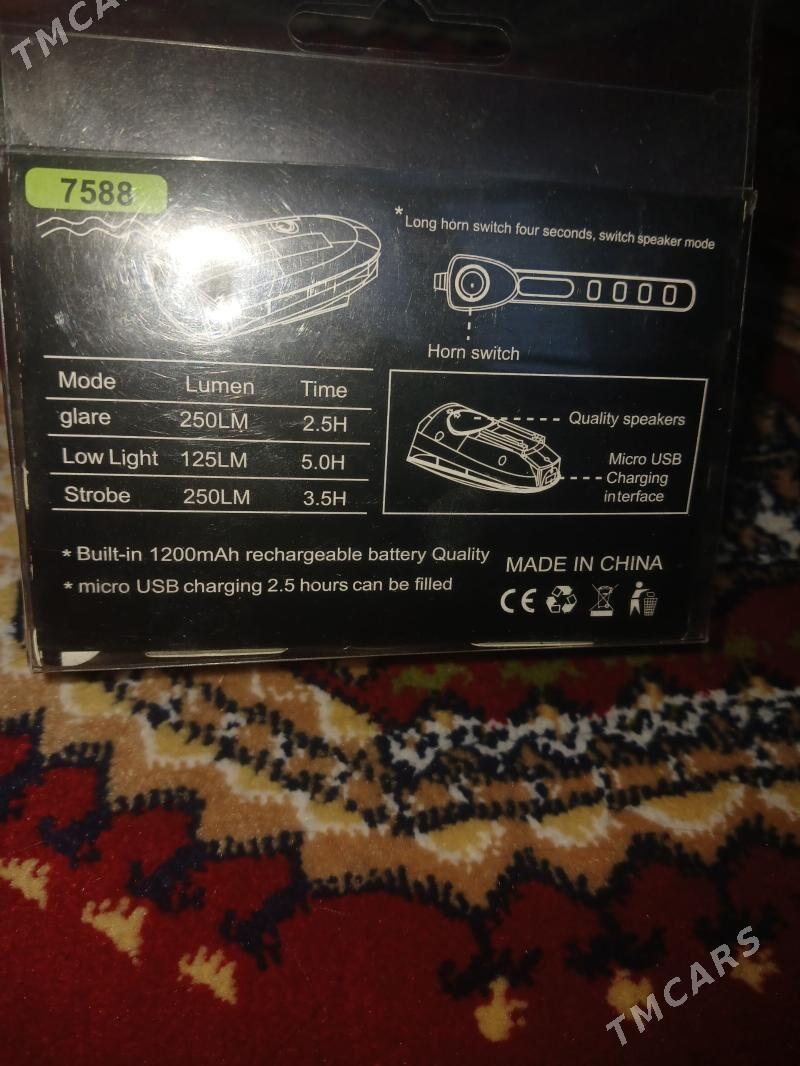 TMCARS
7588
* Long horn switch four seconds, switch speaker mode
Horn switch
Mode Lumen Time
glare 250LM 2.5H
Low Light 125LM 5.0H
Strobe 250LM 3.5H
Quality speakers
Micro USB
Charging
interface
* Built-in 1200mAh rechargeable battery Quality
* micro USB charging 2.5 hours can be filled
MADE IN CHINA
CE
TMCARS